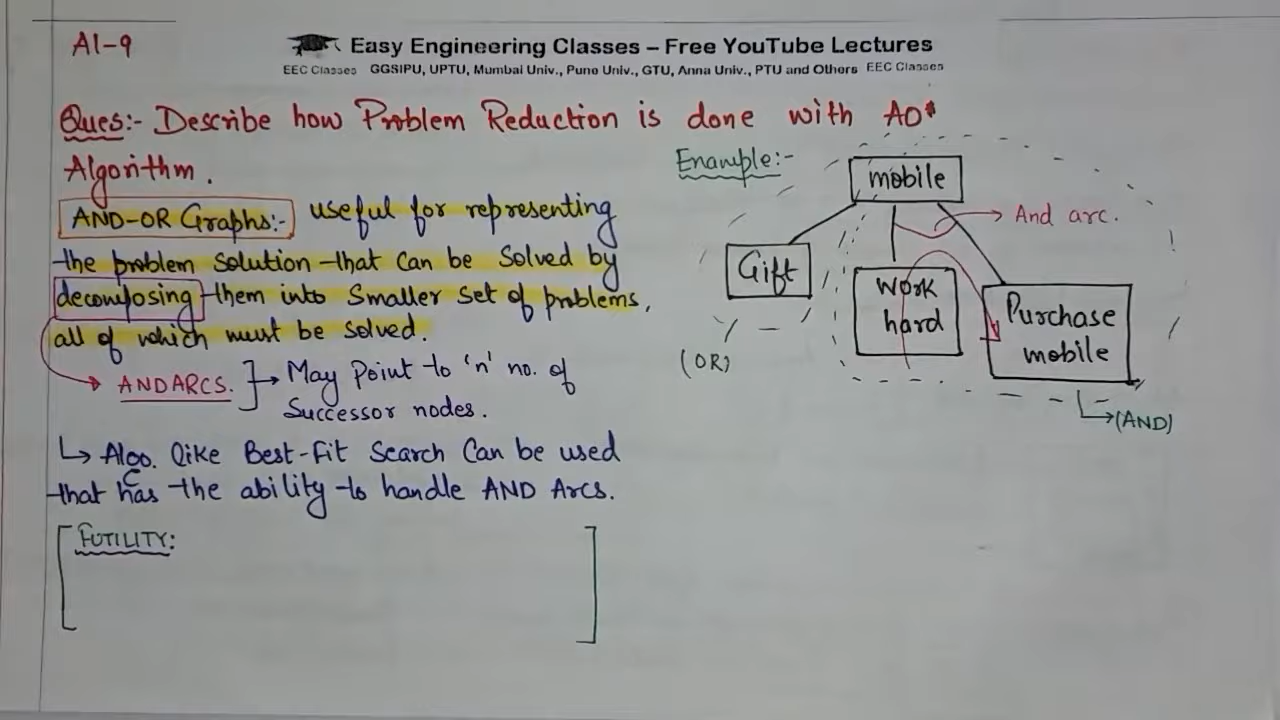 AI-9
Easy Engineering Classes – Free YouTube Lectures
EEC Classes GGSIPU, UPTU, Mumbai Univ., Pune Univ., GTU, Anna Univ., PTU and Others EEC Classes
Ques:- Describe how Problem Reduction is done with AO*
Algorithm.
AND-OR Graphs:- useful for representing
the problem solution that can be solved by
decomposing them into smaller set of problems,
all of which must be solved.
AND ARCS. → May Point to 'n' no. of
Successor nodes.
↳ Algo. like Best-Fit Search Can be used
that has the ability to handle AND Arcs.
FUTILITY:
Example:-
mobile
→ And arc.
Gift
Work
hard
Purchase
mobile
(OR)
(AND)